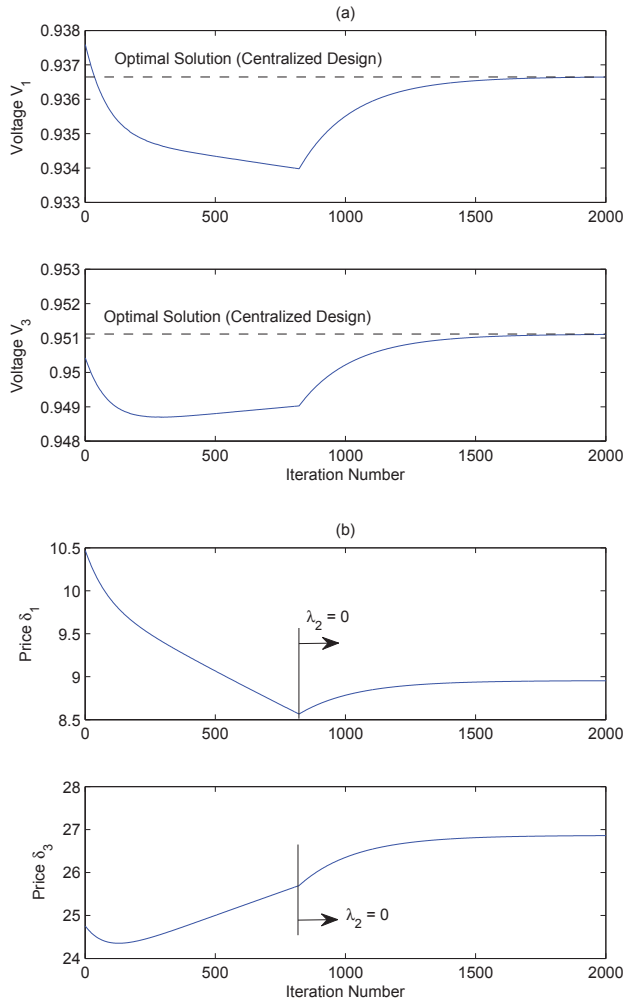 (a)
0.938
0.937
0.936
0.935
0.934
0.933
Voltage V1
Optimal Solution (Centralized Design)
0 500 1000 1500 2000
0.953
0.952
0.951
0.95
0.949
0.948
Voltage V3
Optimal Solution (Centralized Design)
0 500 1000 1500 2000
Iteration Number
(b)
10.5
10
9.5
9
8.5
Price δ1
λ2 = 0
0 500 1000 1500 2000
28
27
26
25
24
Price δ3
λ2 = 0
0 500 1000 1500 2000
Iteration Number